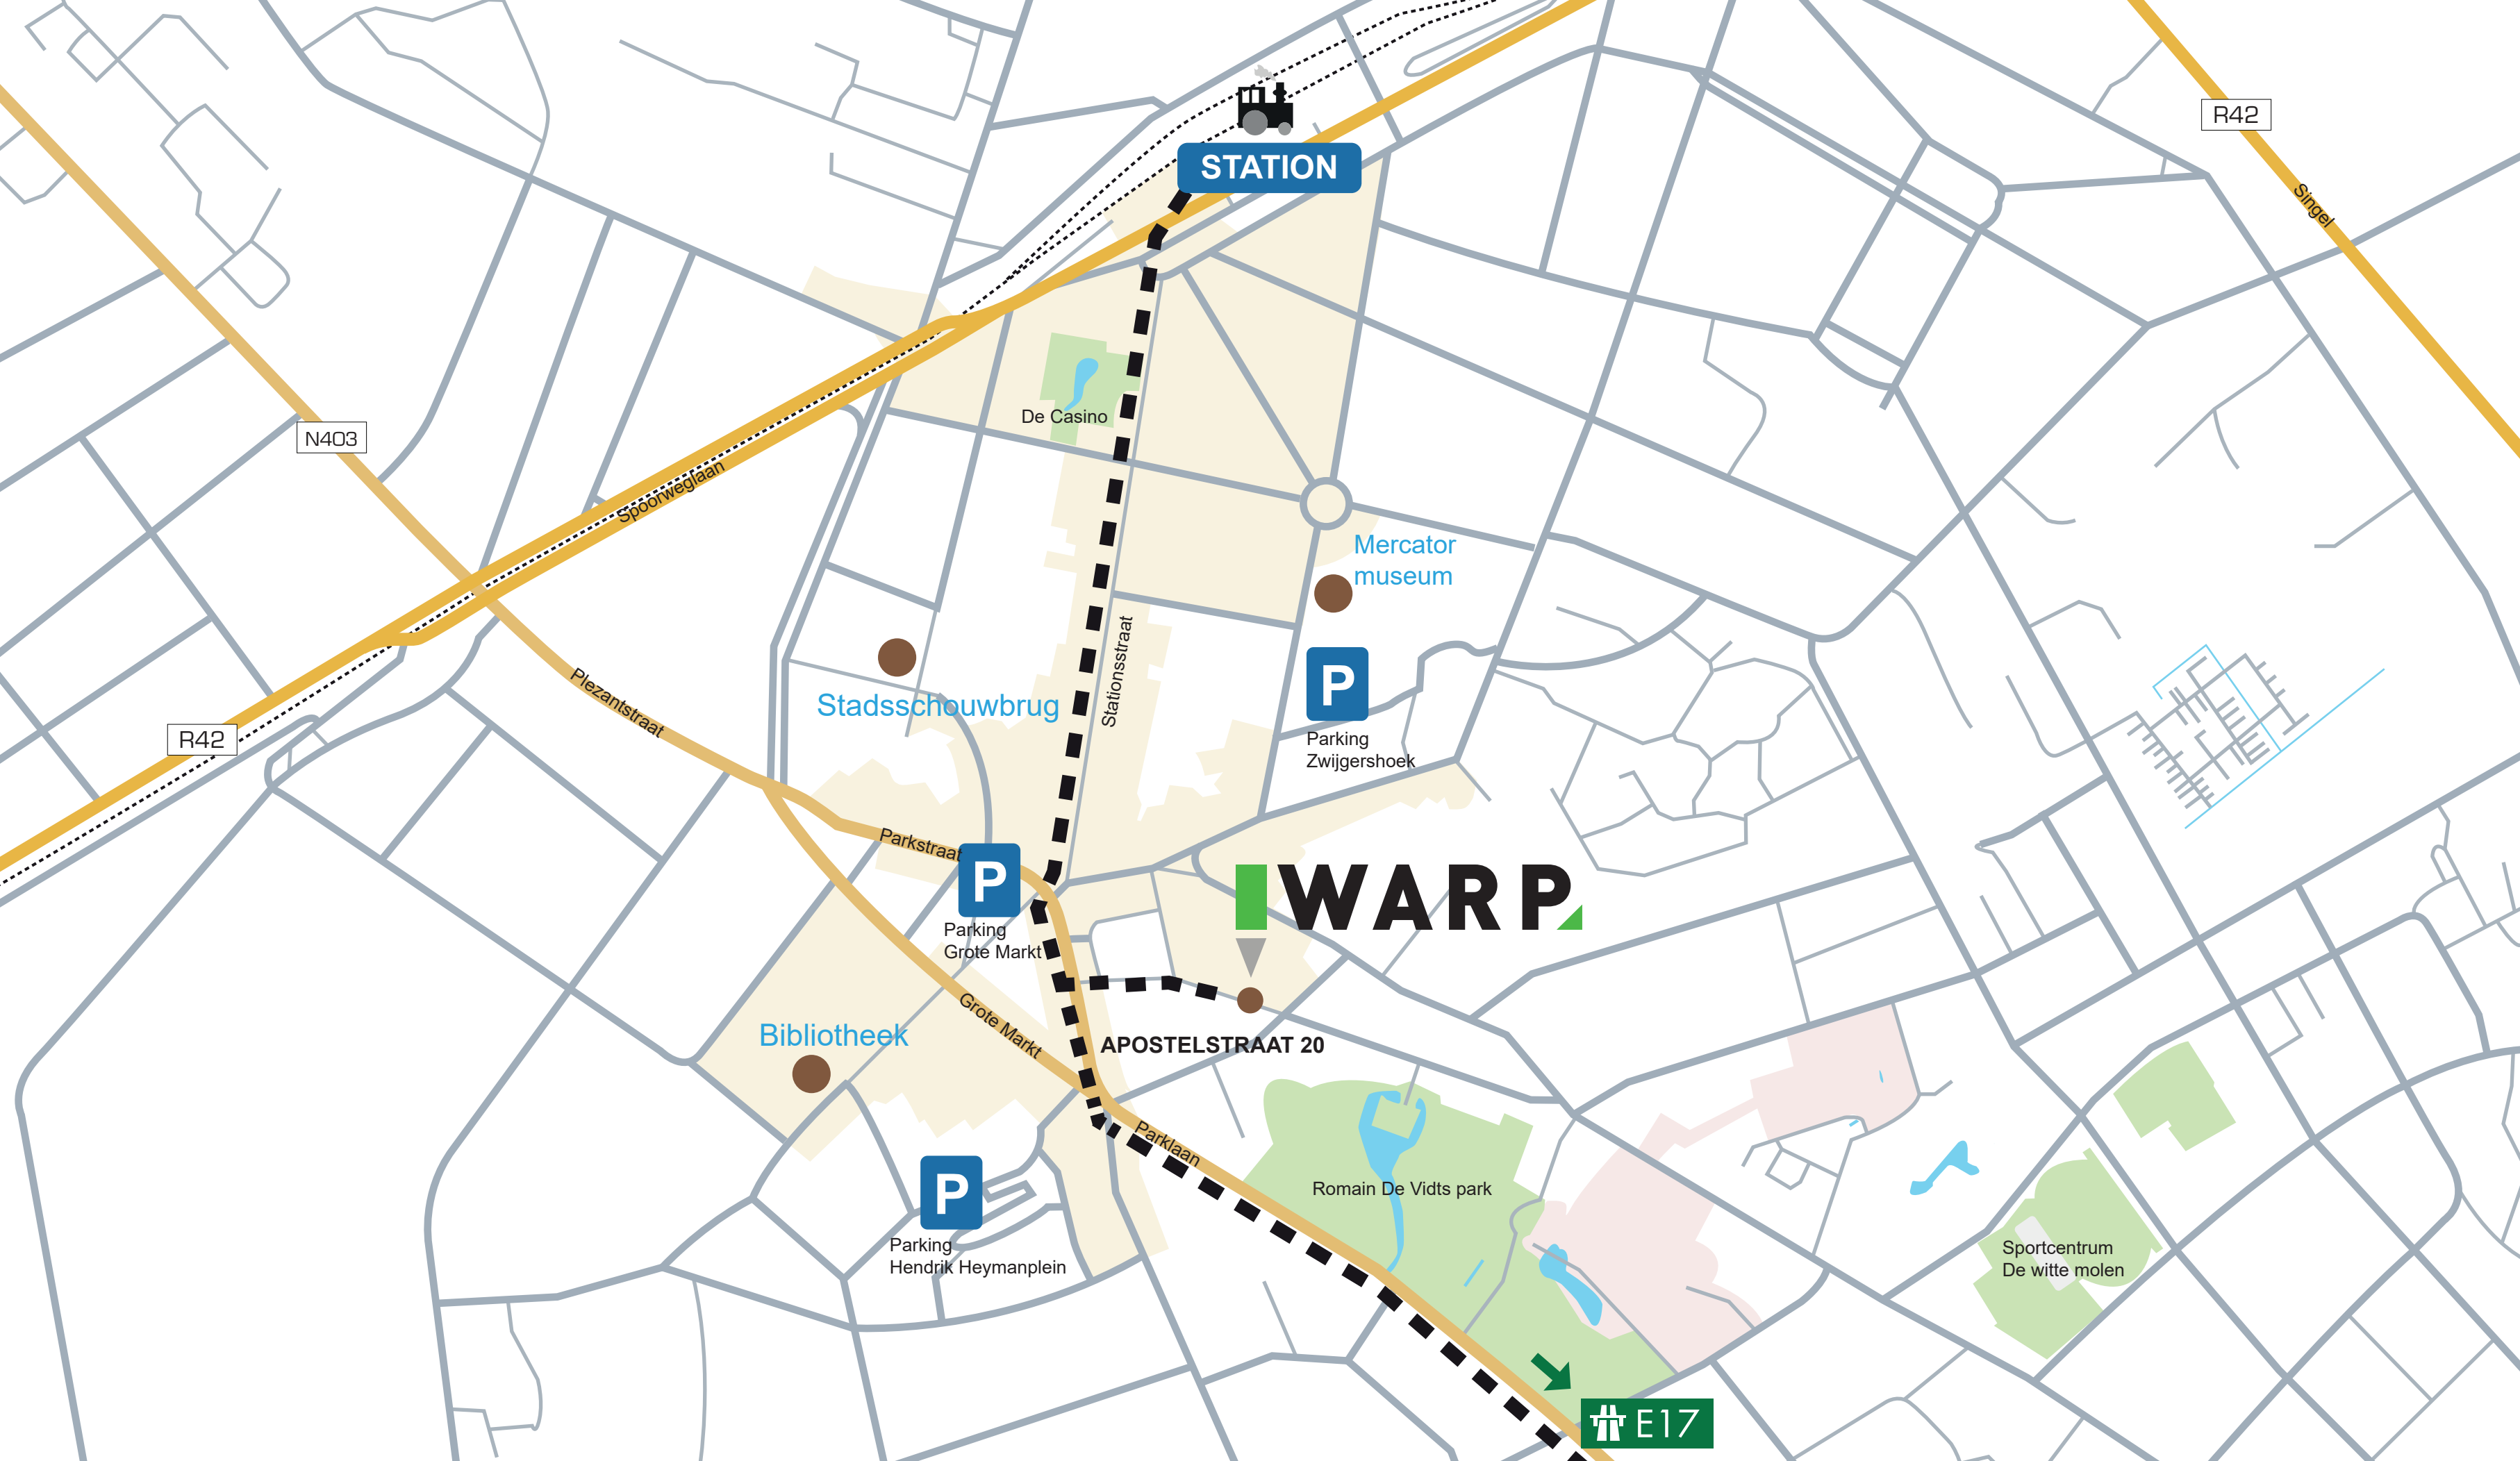 R42
STATION
Singel
De Casino
N403
Spoorweglaan
Mercator
museum
Stationsstraat
Stadsschouwbrug
Plezantstraat
R42
P
Parking
Zwijgershoek
Parkstraat
P
WARP
Parking
Grote Markt
Grote Markt
Bibliotheek
APOSTELSTRAAT 20
Parklaan
P
Romain De Vidts park
Parking
Hendrik Heymanplein
Sportcentrum
De witte molen
E17